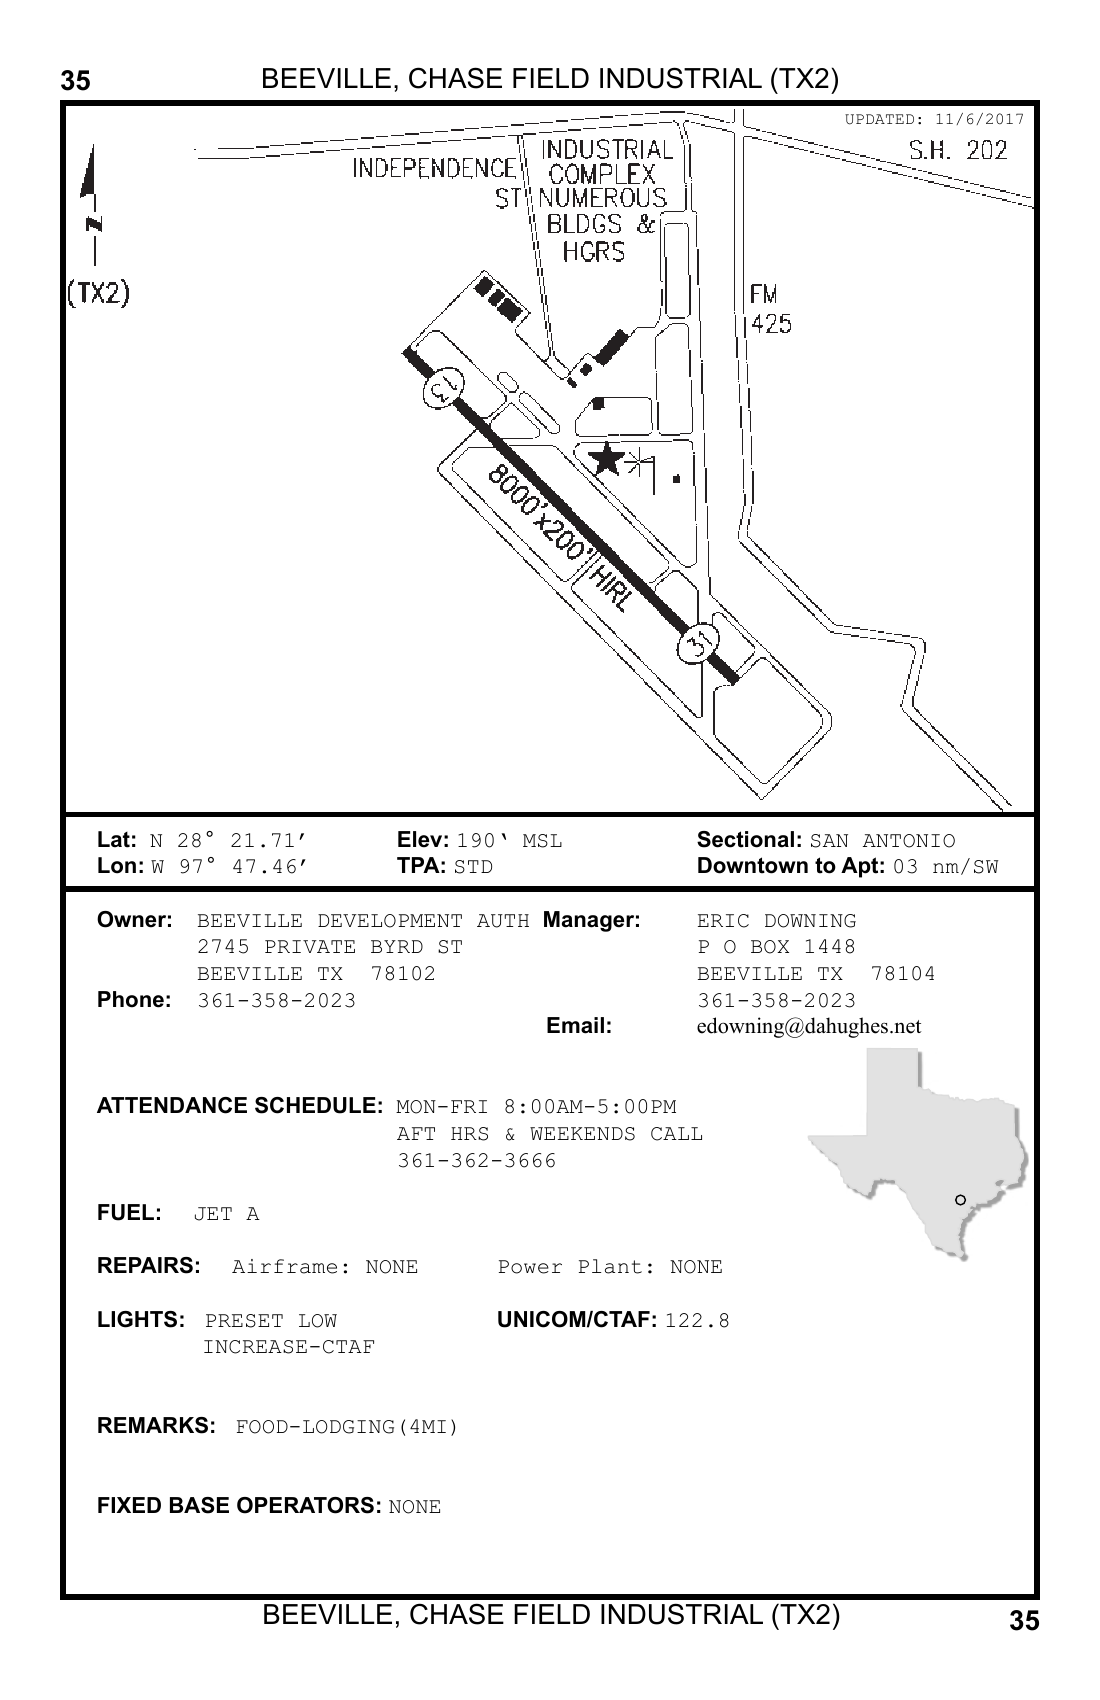 35
BEEVILLE, CHASE FIELD INDUSTRIAL (TX2)
UPDATED: 11/6/2017
S.H. 202
INDEPENDENCE ST
INDUSTRIAL
COMPLEX
NUMEROUS
BLDGS &
HGRS
N
(TX2)
FM
425
13
8000'x200' HIRL
31
Lat: N 28° 21.71′ Elev: 190‘ MSL Sectional: SAN ANTONIO
Lon: W 97° 47.46′ TPA: STD Downtown to Apt: 03 nm/SW
Owner: BEEVILLE DEVELOPMENT AUTH Manager: ERIC DOWNING
2745 PRIVATE BYRD ST P O BOX 1448
BEEVILLE TX 78102 BEEVILLE TX 78104
Phone: 361-358-2023 361-358-2023
Email: edowning@dahughes.net
ATTENDANCE SCHEDULE: MON-FRI 8:00AM-5:00PM
AFT HRS & WEEKENDS CALL
361-362-3666
FUEL: JET A
REPAIRS: Airframe: NONE Power Plant: NONE
LIGHTS: PRESET LOW UNICOM/CTAF: 122.8
INCREASE-CTAF
REMARKS: FOOD-LODGING(4MI)
FIXED BASE OPERATORS: NONE
BEEVILLE, CHASE FIELD INDUSTRIAL (TX2)
35